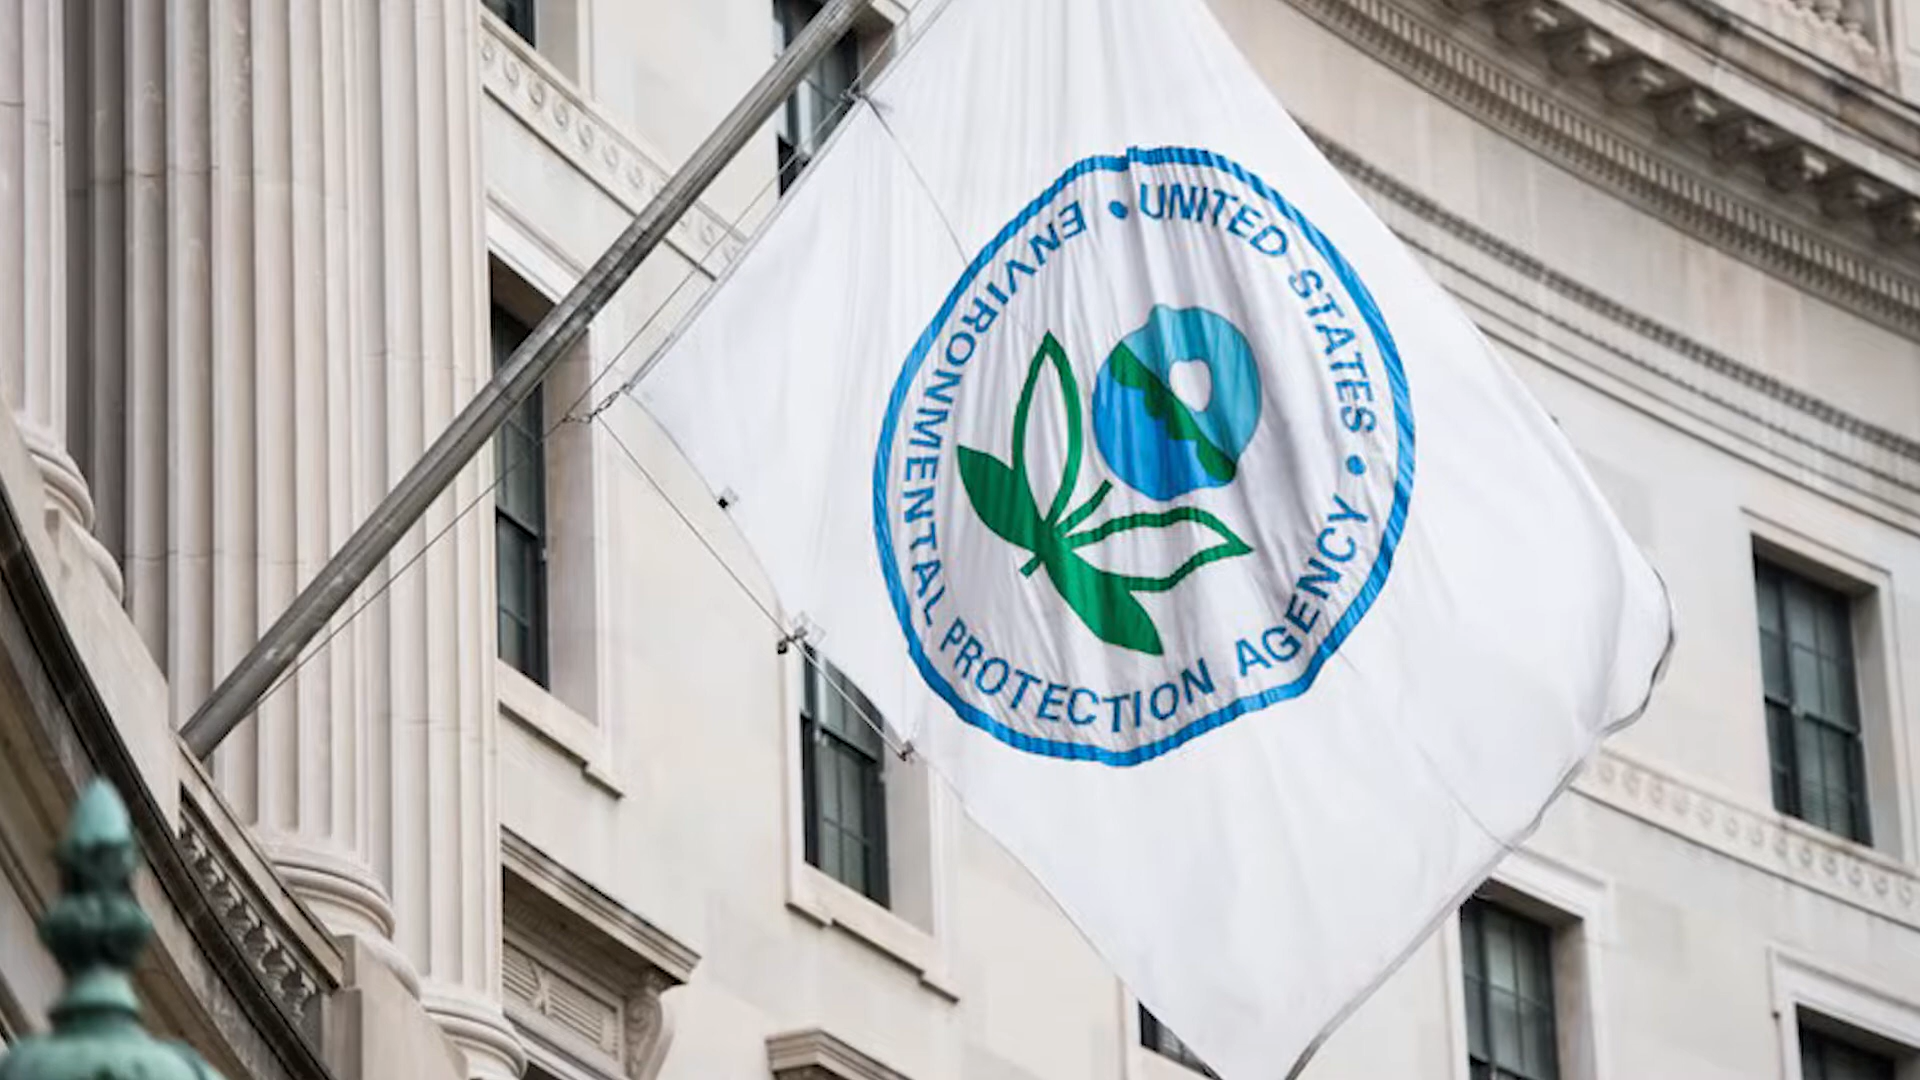 • UNITED STATES •
ENVIRONMENTAL PROTECTION AGENCY